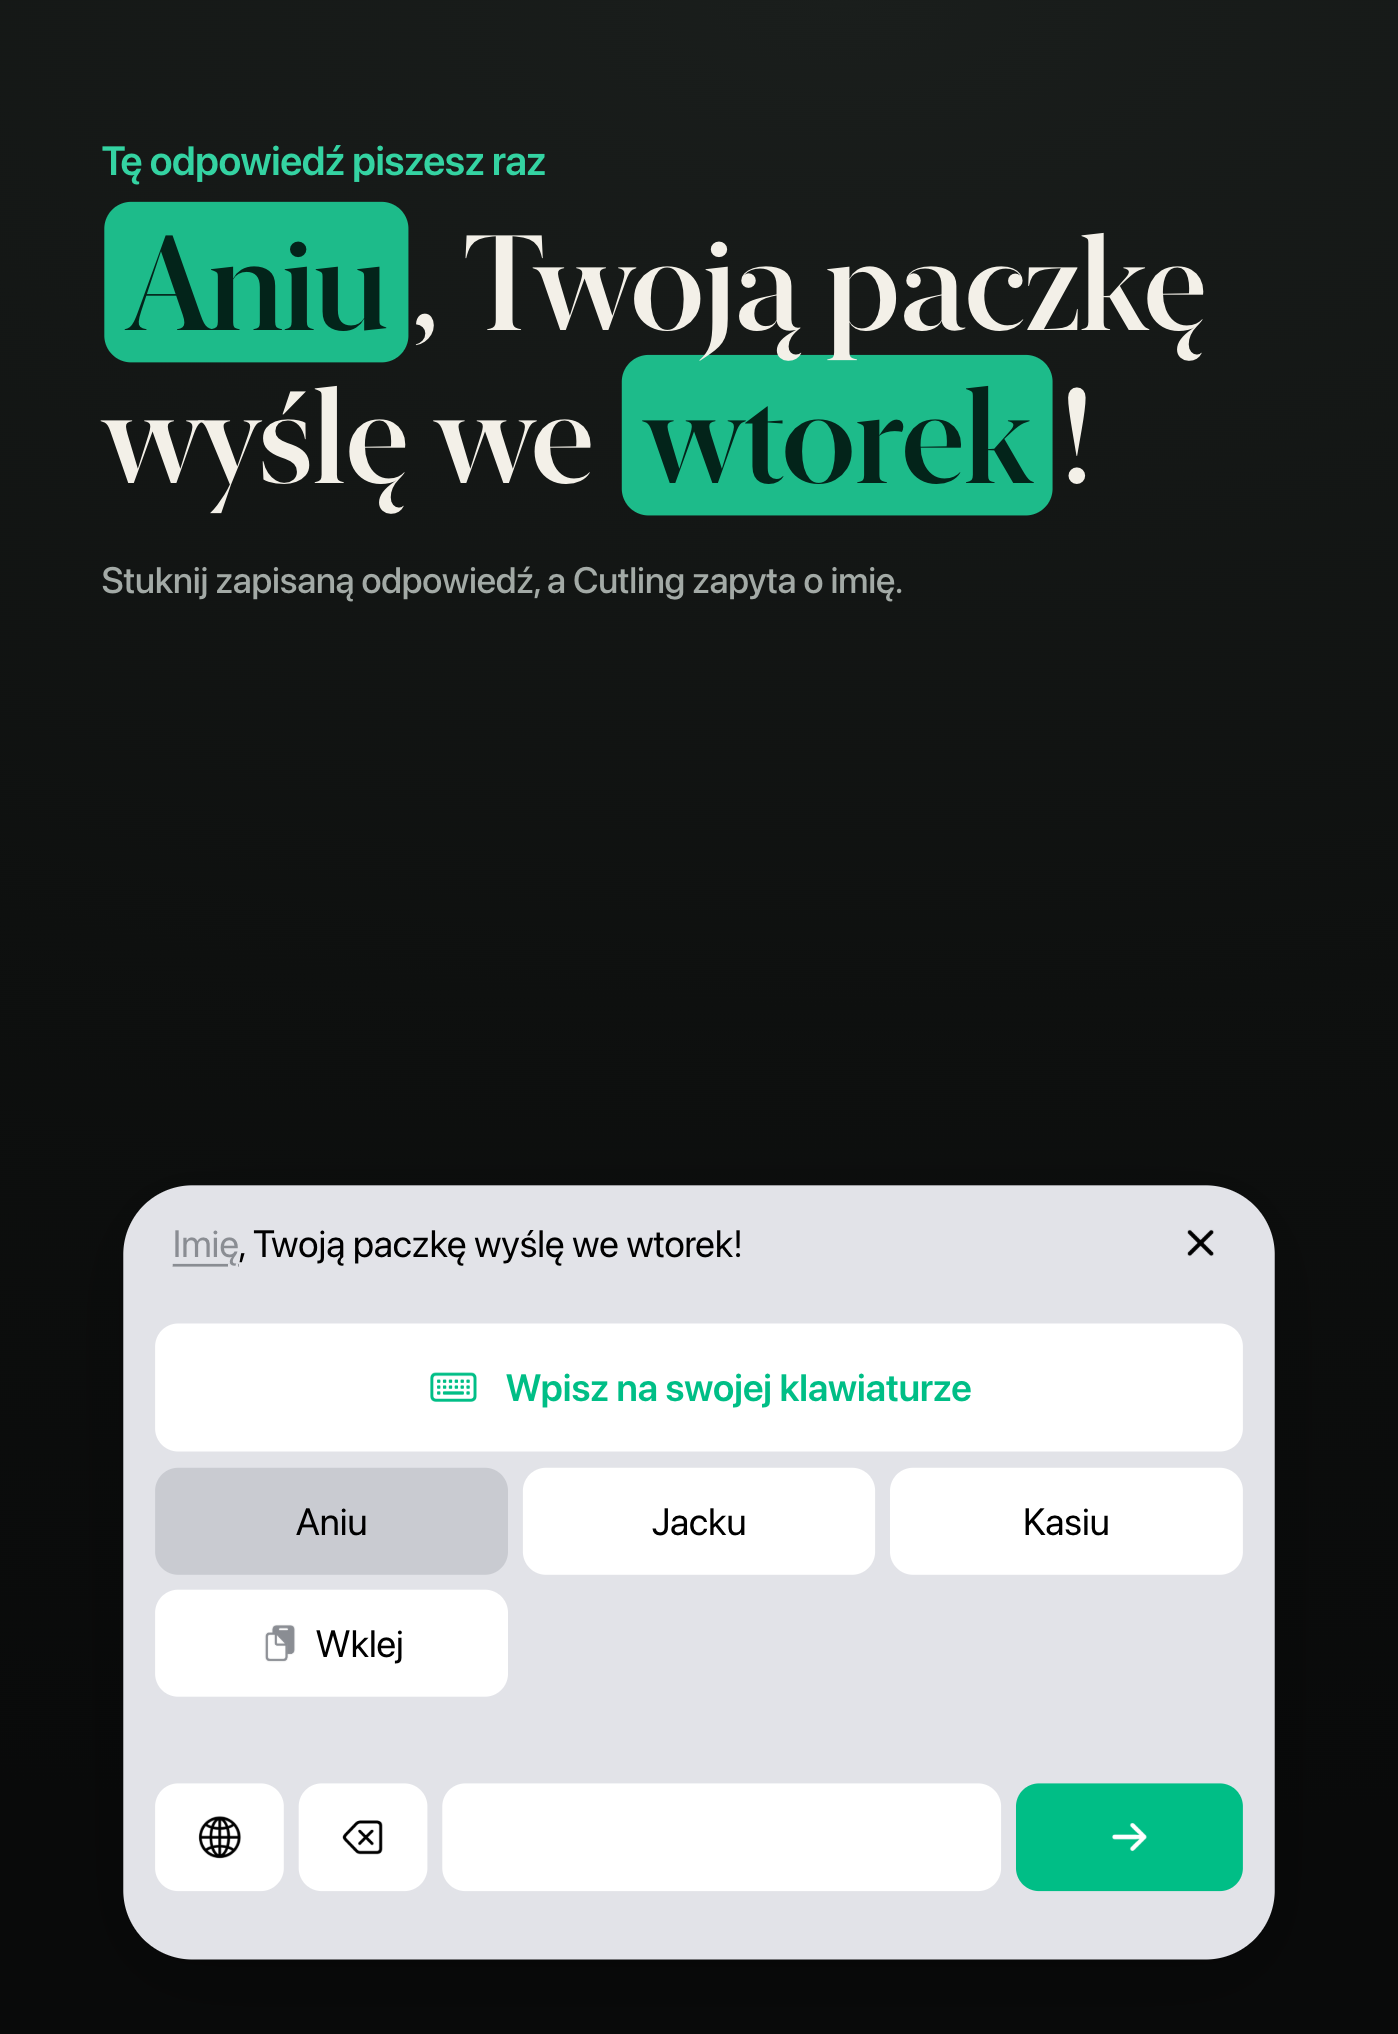 Tę odpowiedź piszesz raz
Aniu, Twoją paczkę
wyślę we wtorek!
Stuknij zapisaną odpowiedź, a Cutling zapyta o imię.
Imię, Twoją paczkę wyślę we wtorek!
Wpisz na swojej klawiaturze
Aniu
Jacku
Kasiu
Wklej